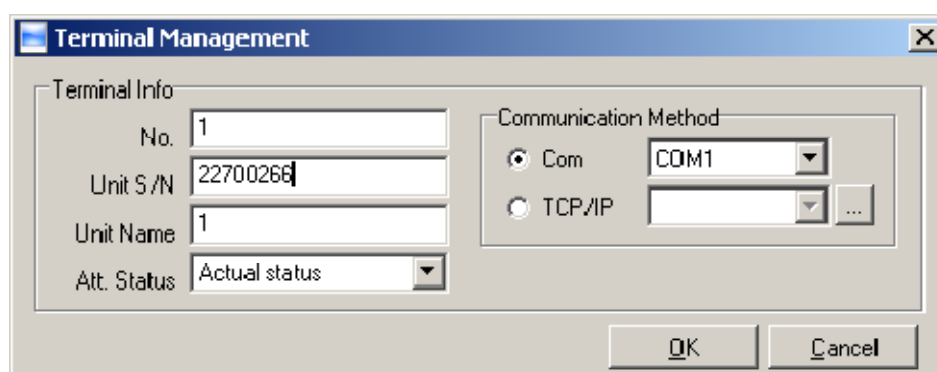 Terminal Management
Terminal Info
No. 1
Unit S/N 22700266
Unit Name 1
Att. Status Actual status
Communication Method
Com COM1
TCP/IP ...
OK Cancel